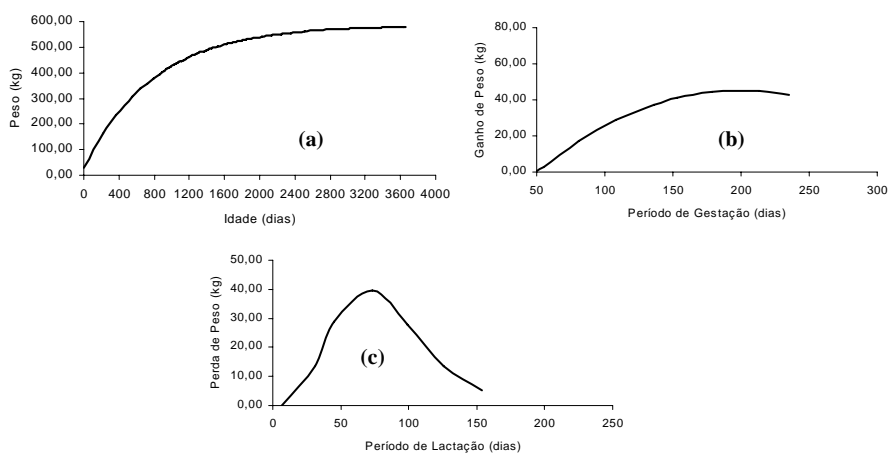 Peso (kg)
600,00
500,00
400,00
300,00
200,00
100,00
0,00
0 400 800 1200 1600 2000 2400 2800 3200 3600 4000
Idade (dias)
(a)
Ganho de Peso (kg)
80,00
60,00
40,00
20,00
0,00
50 100 150 200 250 300
Período de Gestação (dias)
(b)
Perda de Peso (kg)
50,00
40,00
30,00
20,00
10,00
0,00
0 50 100 150 200 250
Período de Lactação (dias)
(c)